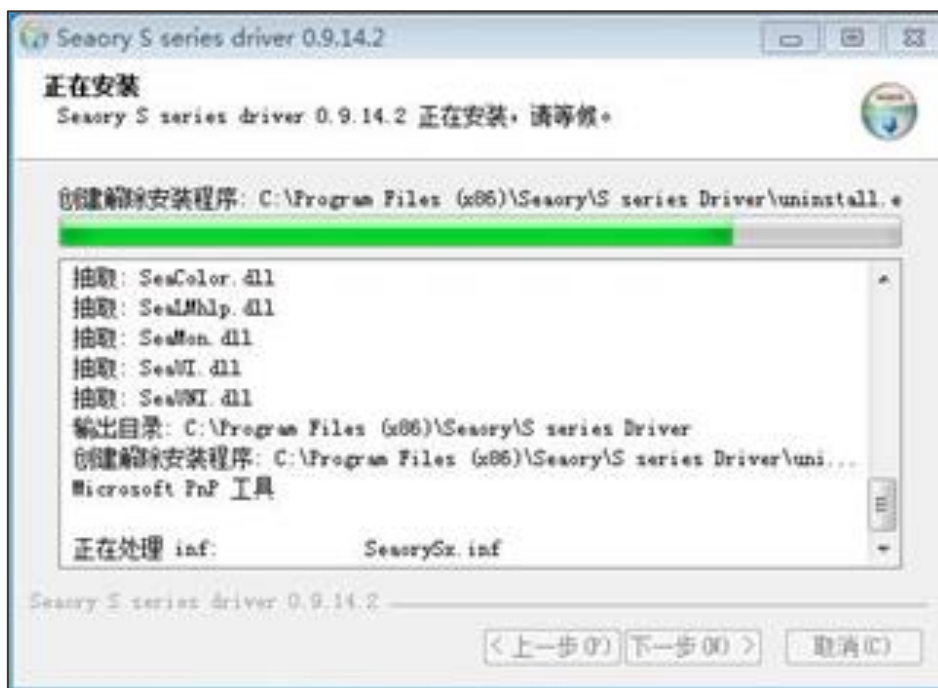 Seaory S series driver 0.9.14.2
正在安装
Seaory S series driver 0.9.14.2 正在安装，请等候。
创建解除安装程序: C:\Program Files (x86)\Seaory\S series Driver\uninstall.e
抽取: SeaColor.dll
抽取: SeaLMhlp.dll
抽取: SeaMon.dll
抽取: SeaUI.dll
抽取: SeaUNI.dll
输出目录: C:\Program Files (x86)\Seaory\S series Driver
创建解除安装程序: C:\Program Files (x86)\Seaory\S series Driver\uni...
Microsoft PnP 工具
正在处理 inf: SeaorySx.inf
Seaory S series driver 0.9.14.2
< 上一步(P) 下一步(N) > 取消(C)